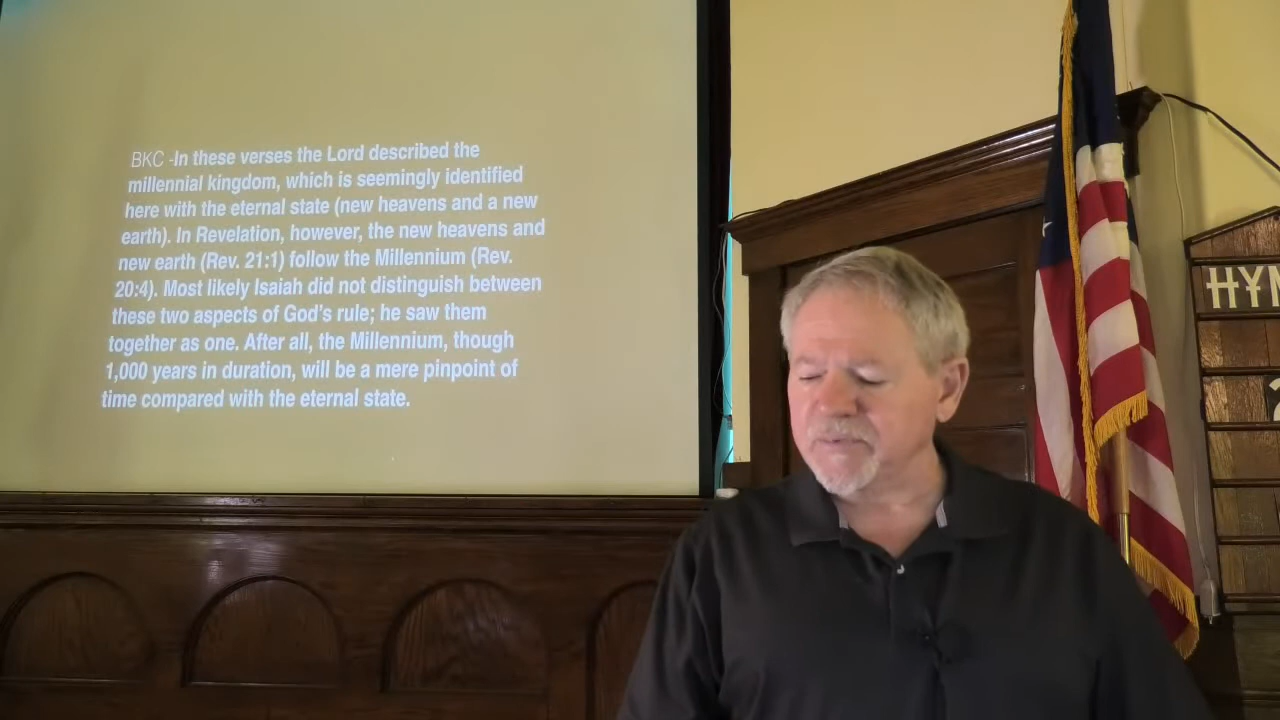 BKC -In these verses the Lord described the
millennial kingdom, which is seemingly identified
here with the eternal state (new heavens and a new
earth). In Revelation, however, the new heavens and
new earth (Rev. 21:1) follow the Millennium (Rev.
20:4). Most likely Isaiah did not distinguish between
these two aspects of God's rule; he saw them
together as one. After all, the Millennium, though
1,000 years in duration, will be a mere pinpoint of
time compared with the eternal state.
HYM